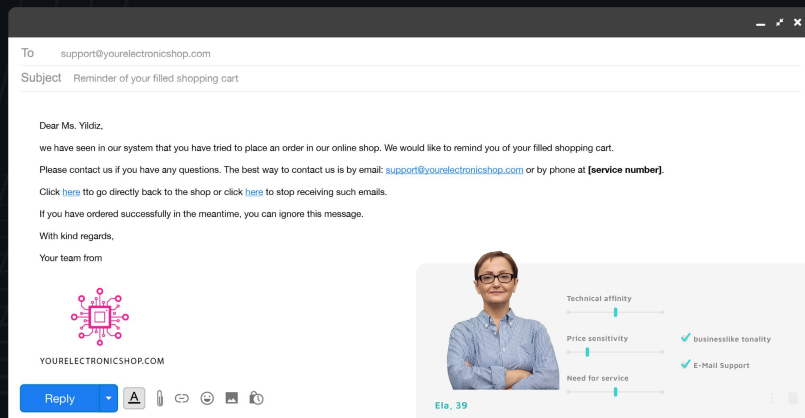 To support@yourelectronicshop.com
Subject Reminder of your filled shopping cart
Dear Ms. Yildiz,
we have seen in our system that you have tried to place an order in our online shop. We would like to remind you of your filled shopping cart.
Please contact us if you have any questions. The best way to contact us is by email: support@yourelectronicshop.com or by phone at [service number].
Click here tto go directly back to the shop or click here to stop receiving such emails.
If you have ordered successfully in the meantime, you can ignore this message.
With kind regards,
Your team from
YOURELECTRONICSHOP.COM
Reply
A
Technical affinity
Price sensitivity
Need for service
businesslike tonality
E-Mail Support
Ela, 39